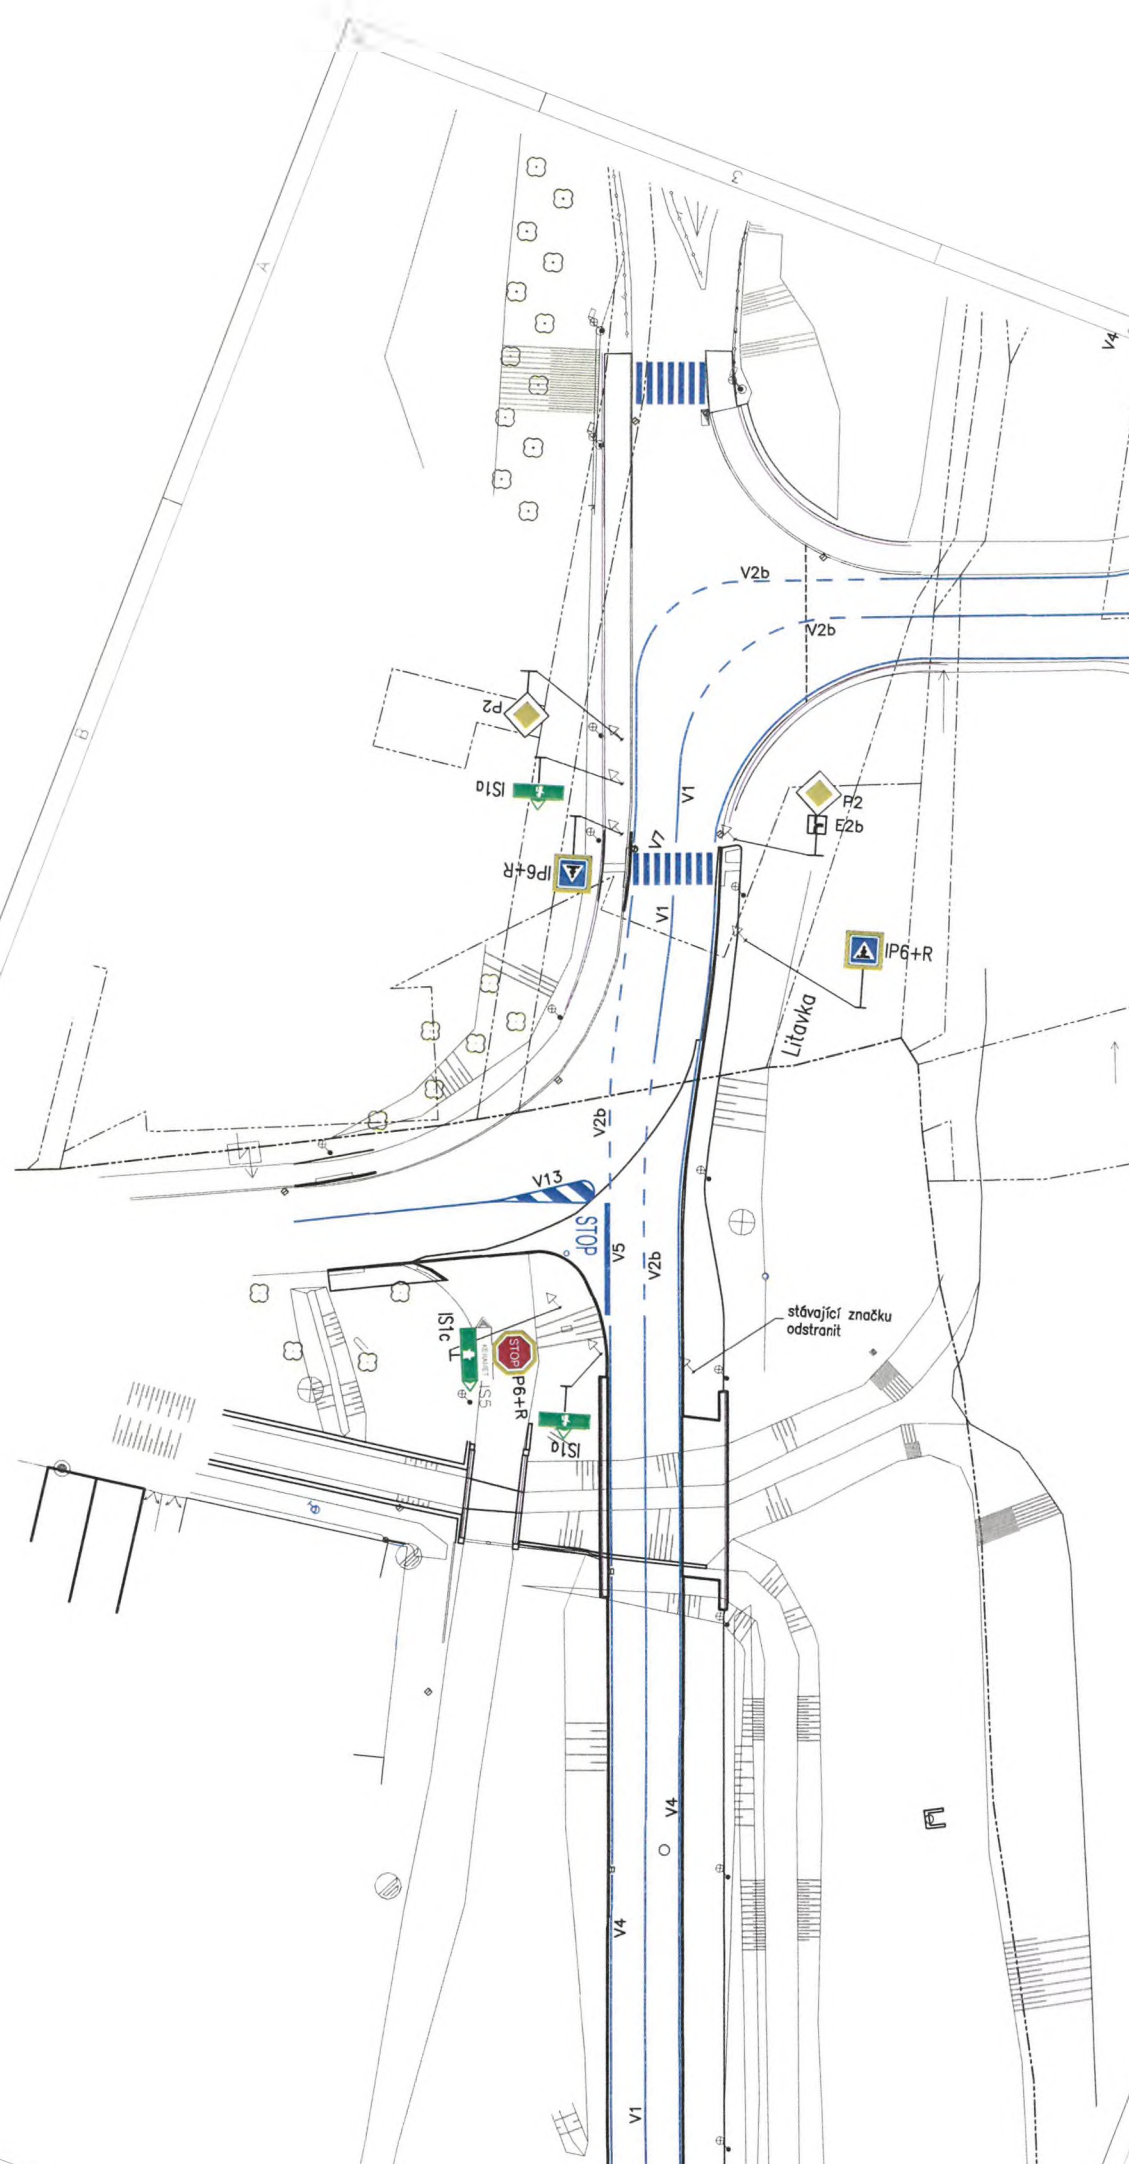 3
A
V4
V2b
V2b
P2
B
IS1a
V1
P2
E2b
V7
IP6+R
V1
IP6+R
Litavka
V2b
V13
STOP
V5
V2b
stávající značku
odstranit
IS1c
STOP
IS5
P6+R
IS1a
V4
V4
V1